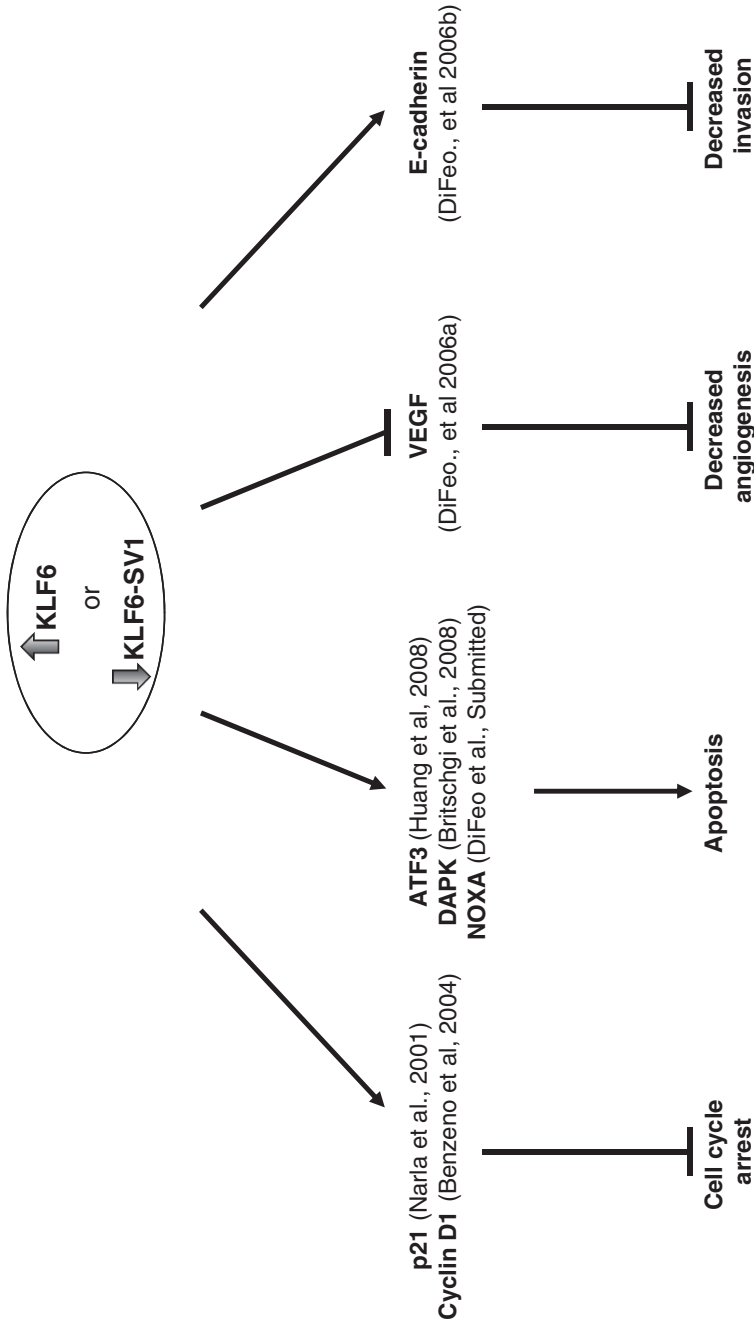 KLF6
or
KLF6-SV1
p21 (Narla et al., 2001)
Cyclin D1 (Benzeno et al, 2004)
ATF3 (Huang et al, 2008)
DAPK (Britschgi et al., 2008)
NOXA (DiFeo et al., Submitted)
VEGF
(DiFeo., et al 2006a)
E-cadherin
(DiFeo., et al 2006b)
Cell cycle
arrest
Apoptosis
Decreased
angiogenesis
Decreased
invasion